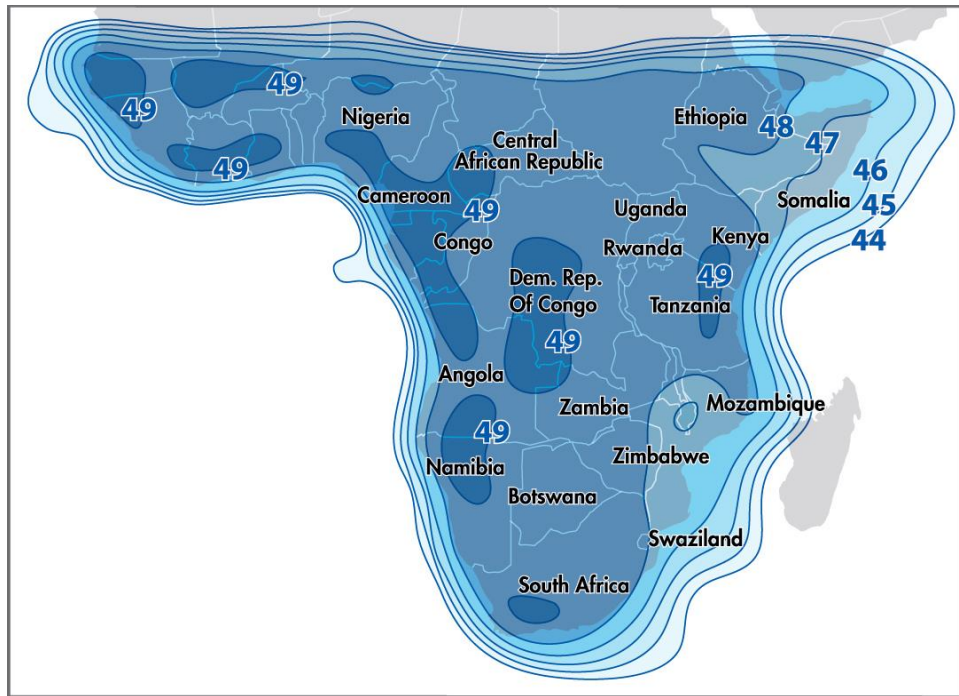 49
49
Nigeria
Ethiopia
48
47
Central
African Republic
49
46
Cameroon
49
Uganda
Somalia
45
Congo
Rwanda
Kenya
44
Dem. Rep.
Of Congo
49
Tanzania
49
Angola
Zambia
Mozambique
49
Namibia
Zimbabwe
Botswana
Swaziland
South Africa